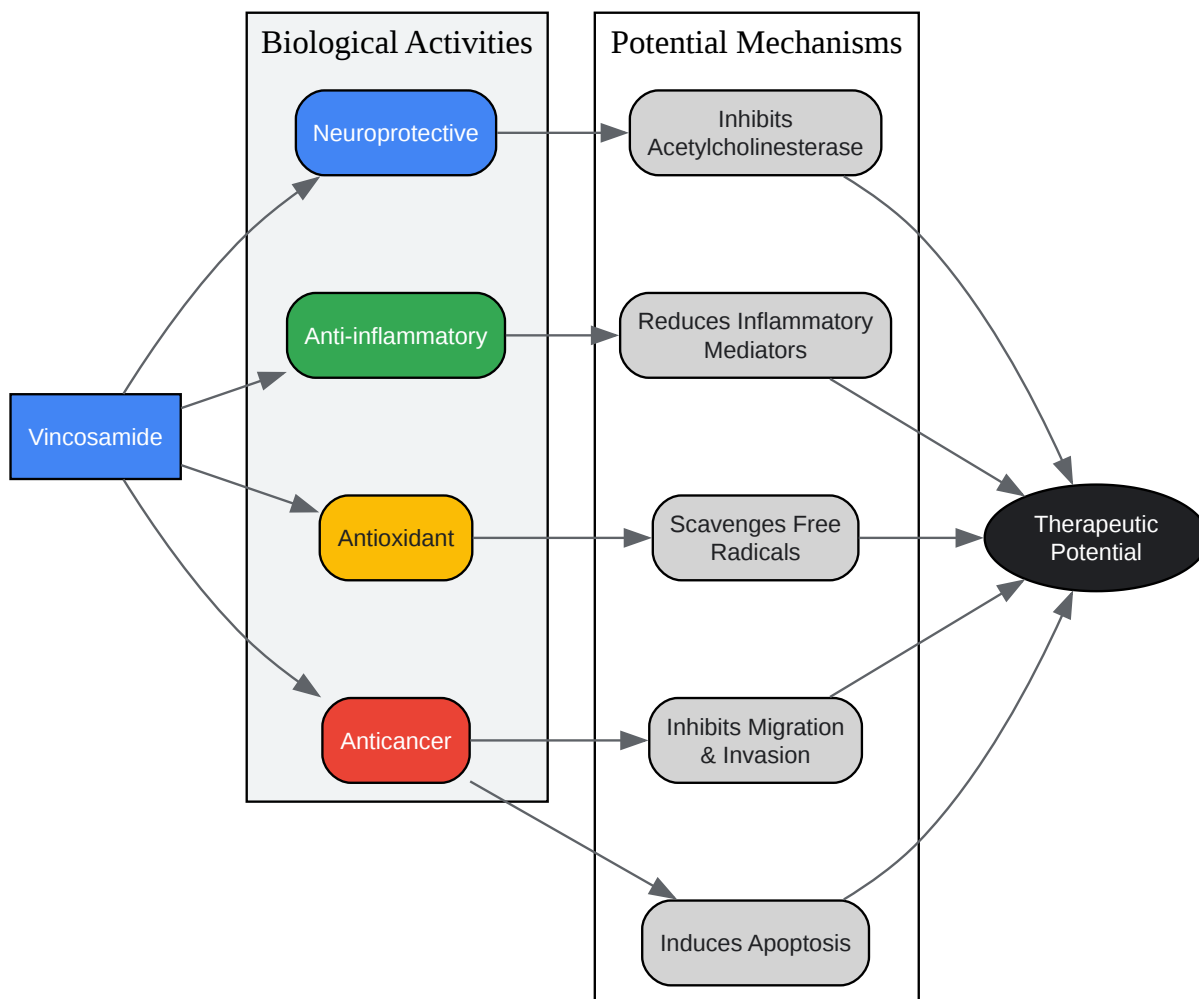 Biological Activities
Potential Mechanisms
Neuroprotective
Inhibits
Acetylcholinesterase
Anti-inflammatory
Reduces Inflammatory
Mediators
Vincosamide
Antioxidant
Scavenges Free
Radicals
Therapeutic
Potential
Anticancer
Inhibits Migration
& Invasion
Induces Apoptosis